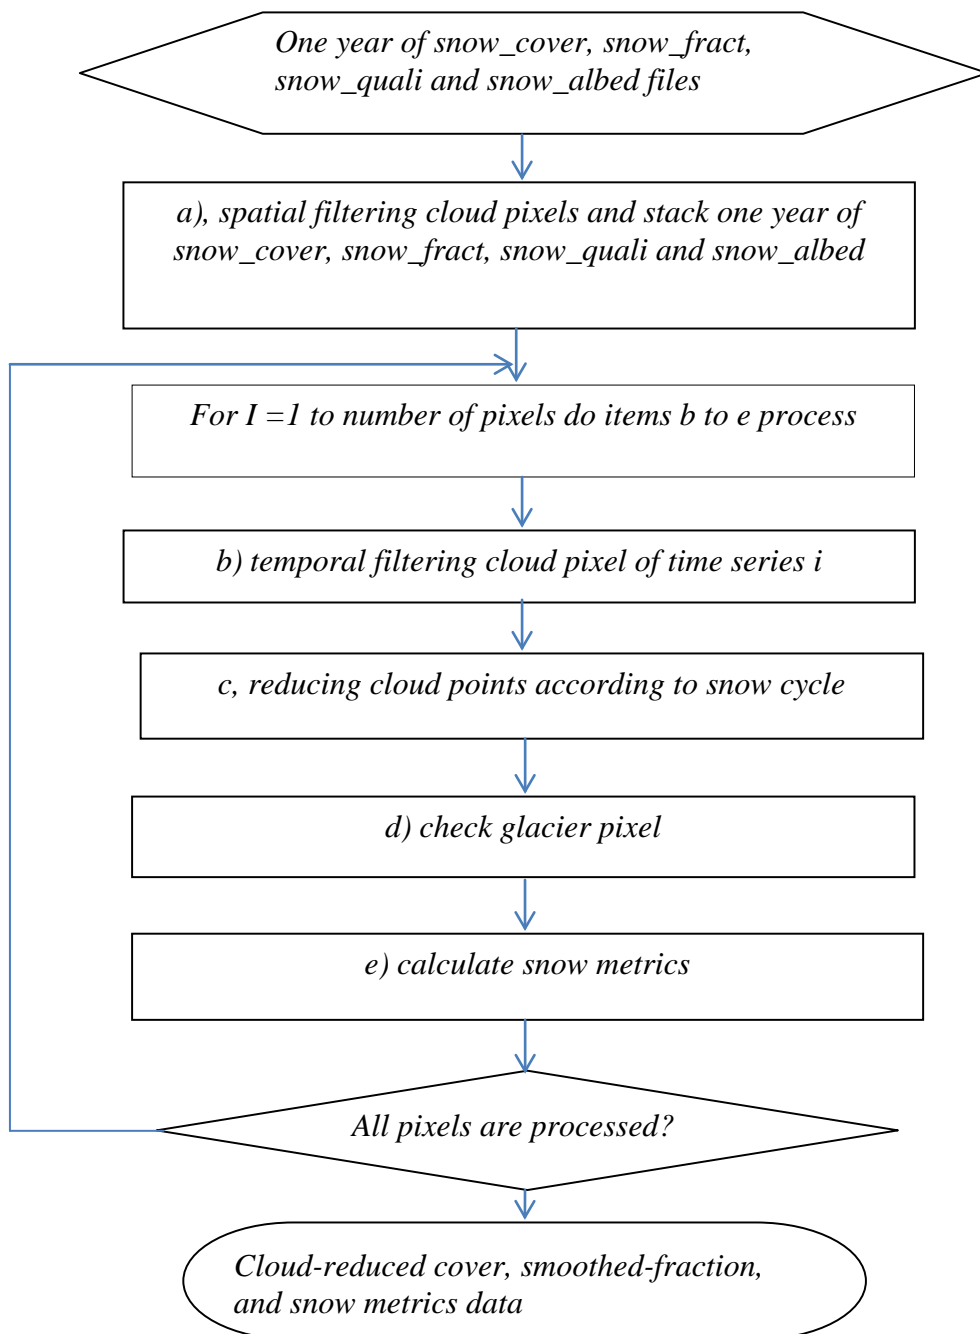 One year of snow_cover, snow_fract,
snow_quali and snow_albed files
a), spatial filtering cloud pixels and stack one year of
snow_cover, snow_fract, snow_quali and snow_albed
For I =1 to number of pixels do items b to e process
b) temporal filtering cloud pixel of time series i
c, reducing cloud points according to snow cycle
d) check glacier pixel
e) calculate snow metrics
All pixels are processed?
Cloud-reduced cover, smoothed-fraction,
and snow metrics data